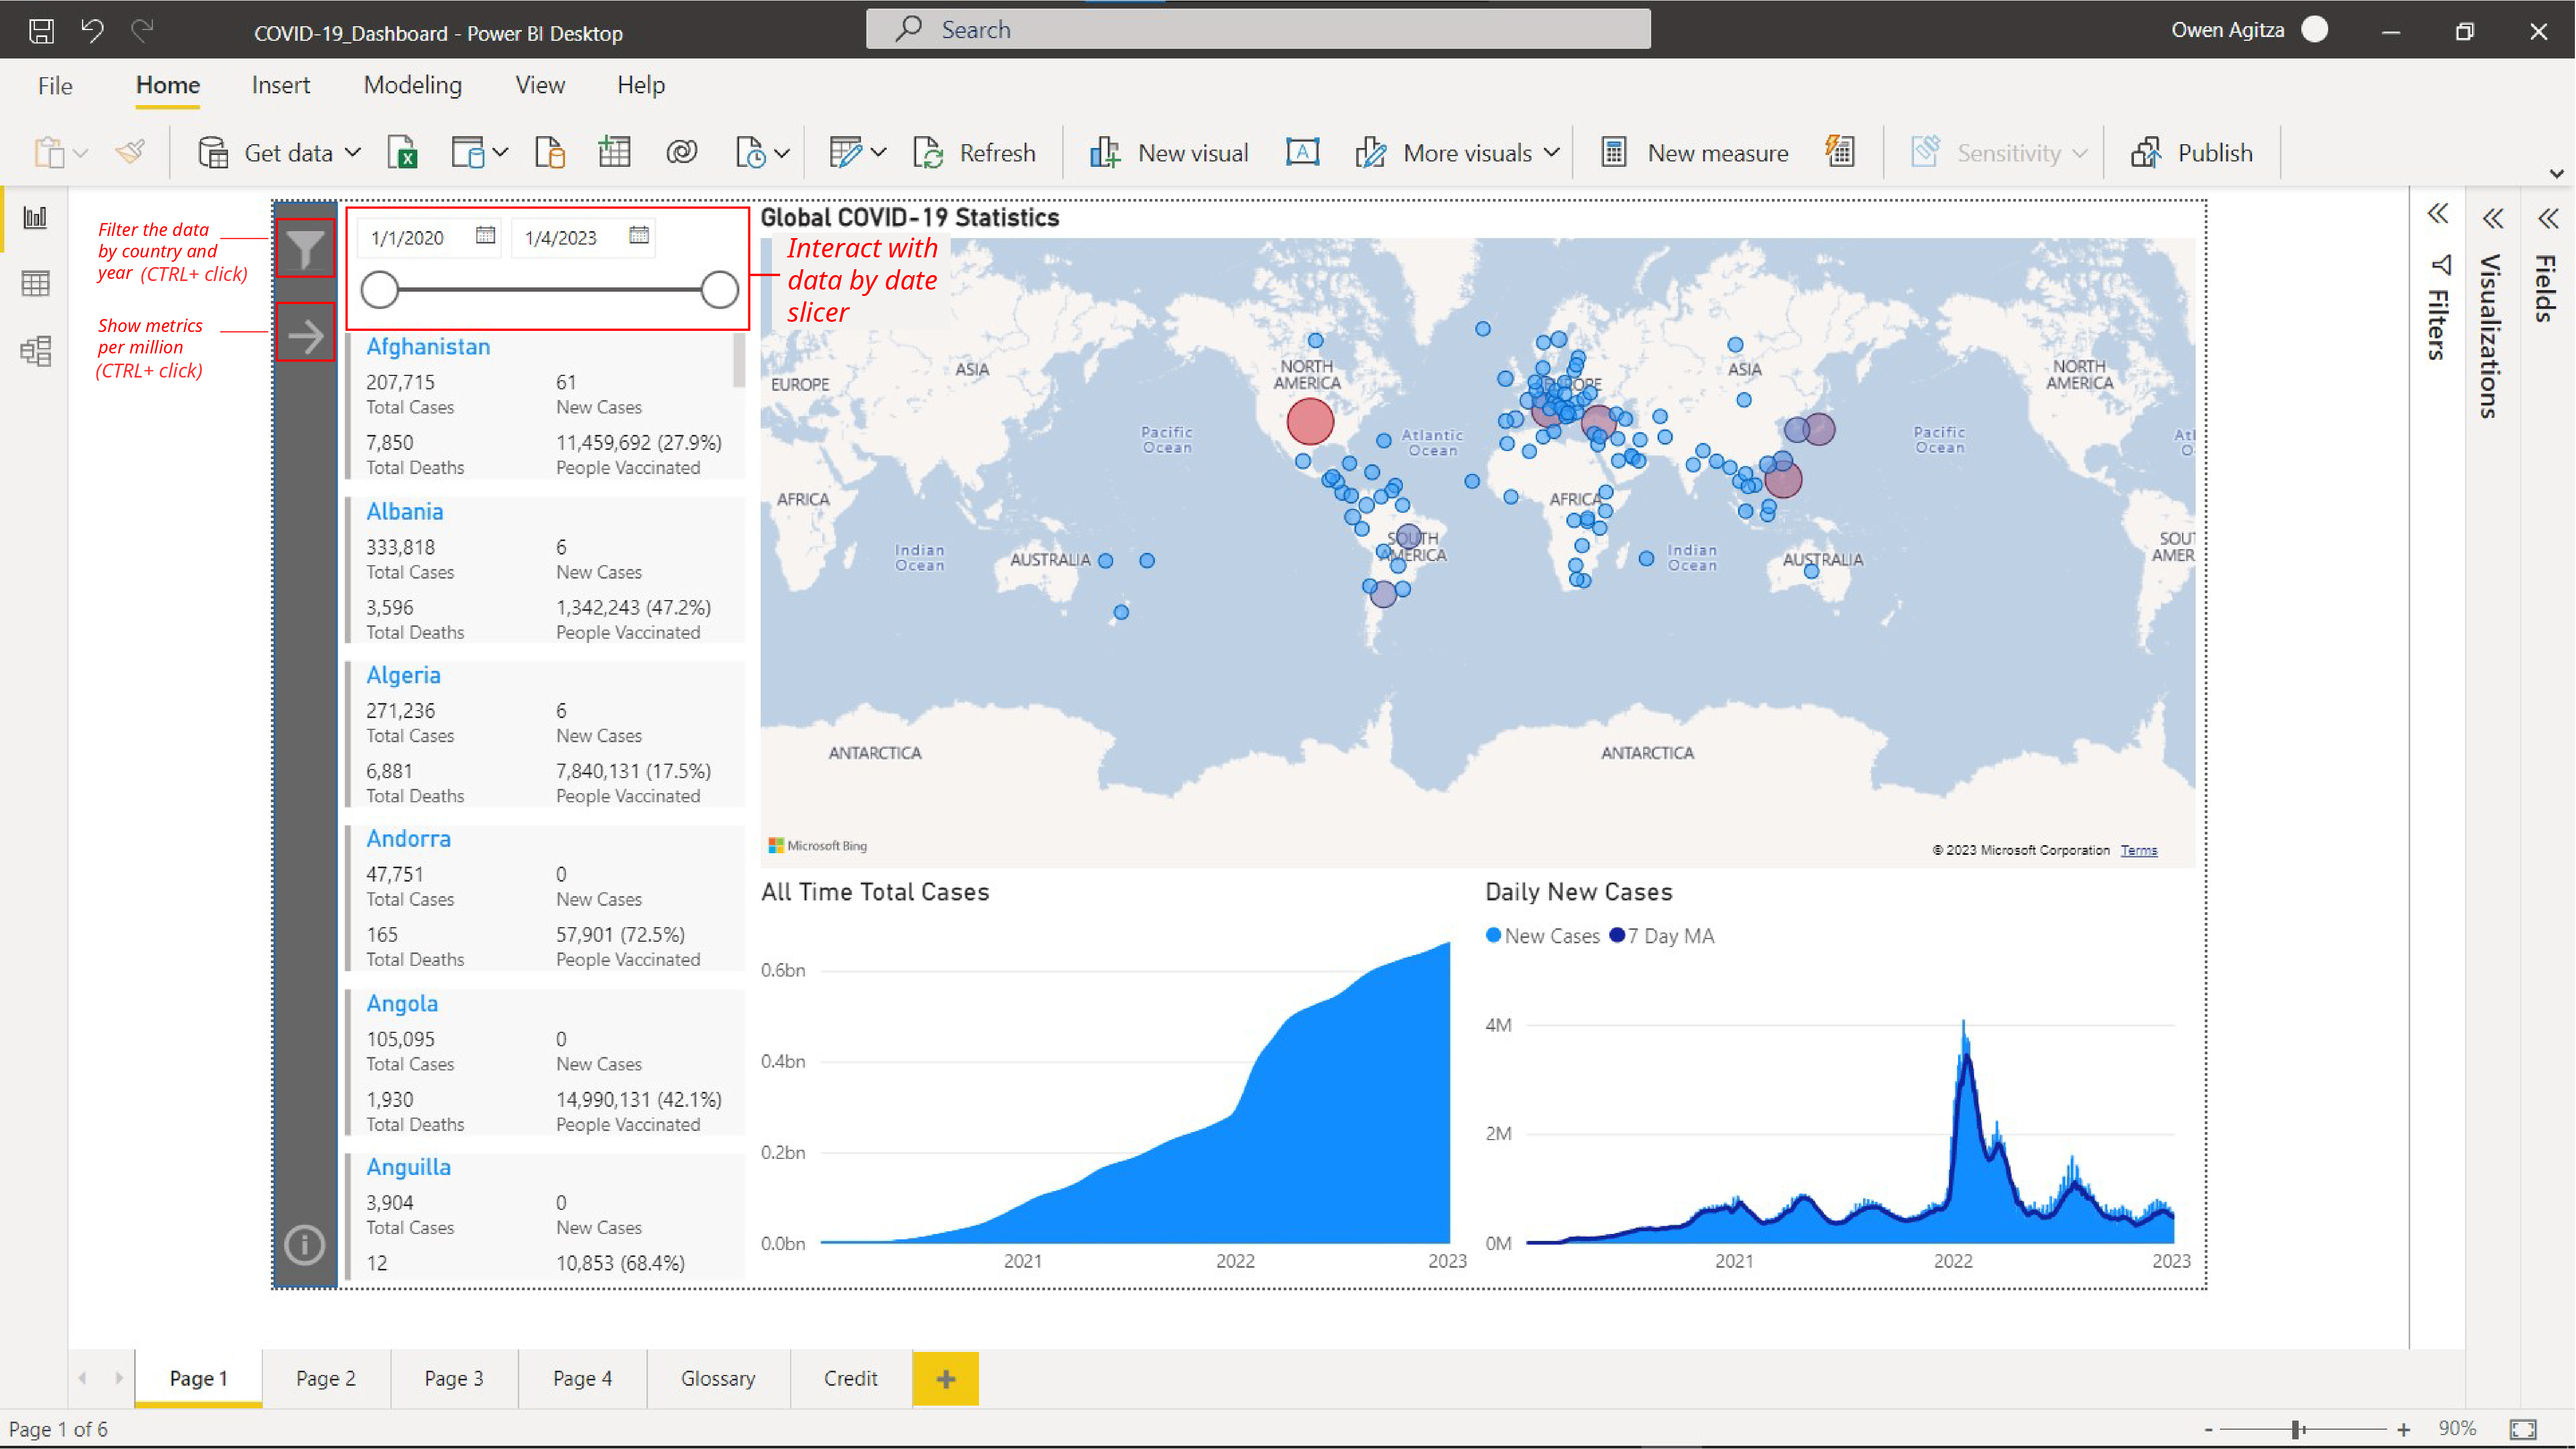 COVID-19_Dashboard - Power BI Desktop
Search
Owen Agitza
File
Home
Insert
Modeling
View
Help
Get data
Refresh
New visual
More visuals
New measure
Sensitivity
Publish
Filter the data
by country and
year (CTRL+ click)
Show metrics
per million
(CTRL+ click)
1/1/2020
1/4/2023
Interact with
data by date
slicer
Afghanistan
207,715 61
Total Cases New Cases
7,850 11,459,692 (27.9%)
Total Deaths People Vaccinated
Albania
333,818 6
Total Cases New Cases
3,596 1,342,243 (47.2%)
Total Deaths People Vaccinated
Algeria
271,236 6
Total Cases New Cases
6,881 7,840,131 (17.5%)
Total Deaths People Vaccinated
Andorra
47,751 0
Total Cases New Cases
165 57,901 (72.5%)
Total Deaths People Vaccinated
Angola
105,095 0
Total Cases New Cases
1,930 14,990,131 (42.1%)
Total Deaths People Vaccinated
Anguilla
3,904 0
Total Cases New Cases
12 10,853 (68.4%)
Global COVID-19 Statistics
EUROPE
ASIA
NORTH
AMERICA
EUROPE
ASIA
NORTH
AMERICA
Pacific
Ocean
Atlantic
Ocean
Pacific
Ocean
Atl
O
AFRICA
AFRICA
Indian
Ocean
AUSTRALIA
SOUTH
AMERICA
Indian
Ocean
AUSTRALIA
SOUT
AMER
ANTARCTICA
ANTARCTICA
Microsoft Bing
© 2023 Microsoft Corporation Terms
All Time Total Cases
0.6bn
0.4bn
0.2bn
0.0bn
2021 2022 2023
Daily New Cases
New Cases 7 Day MA
4M
2M
0M
2021 2022 2023
Filters
Visualizations
Fields
Page 1
Page 2
Page 3
Page 4
Glossary
Credit
+
Page 1 of 6
- + 90%